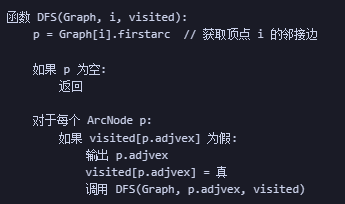 函数 DFS(Graph, i, visited):
p = Graph[i].firstarc // 获取顶点 i 的邻接边
如果 p 为空:
返回
对于每个 ArcNode p:
如果 visited[p.adjvex] 为假:
输出 p.adjvex
visited[p.adjvex] = 真
调用 DFS(Graph, p.adjvex, visited)